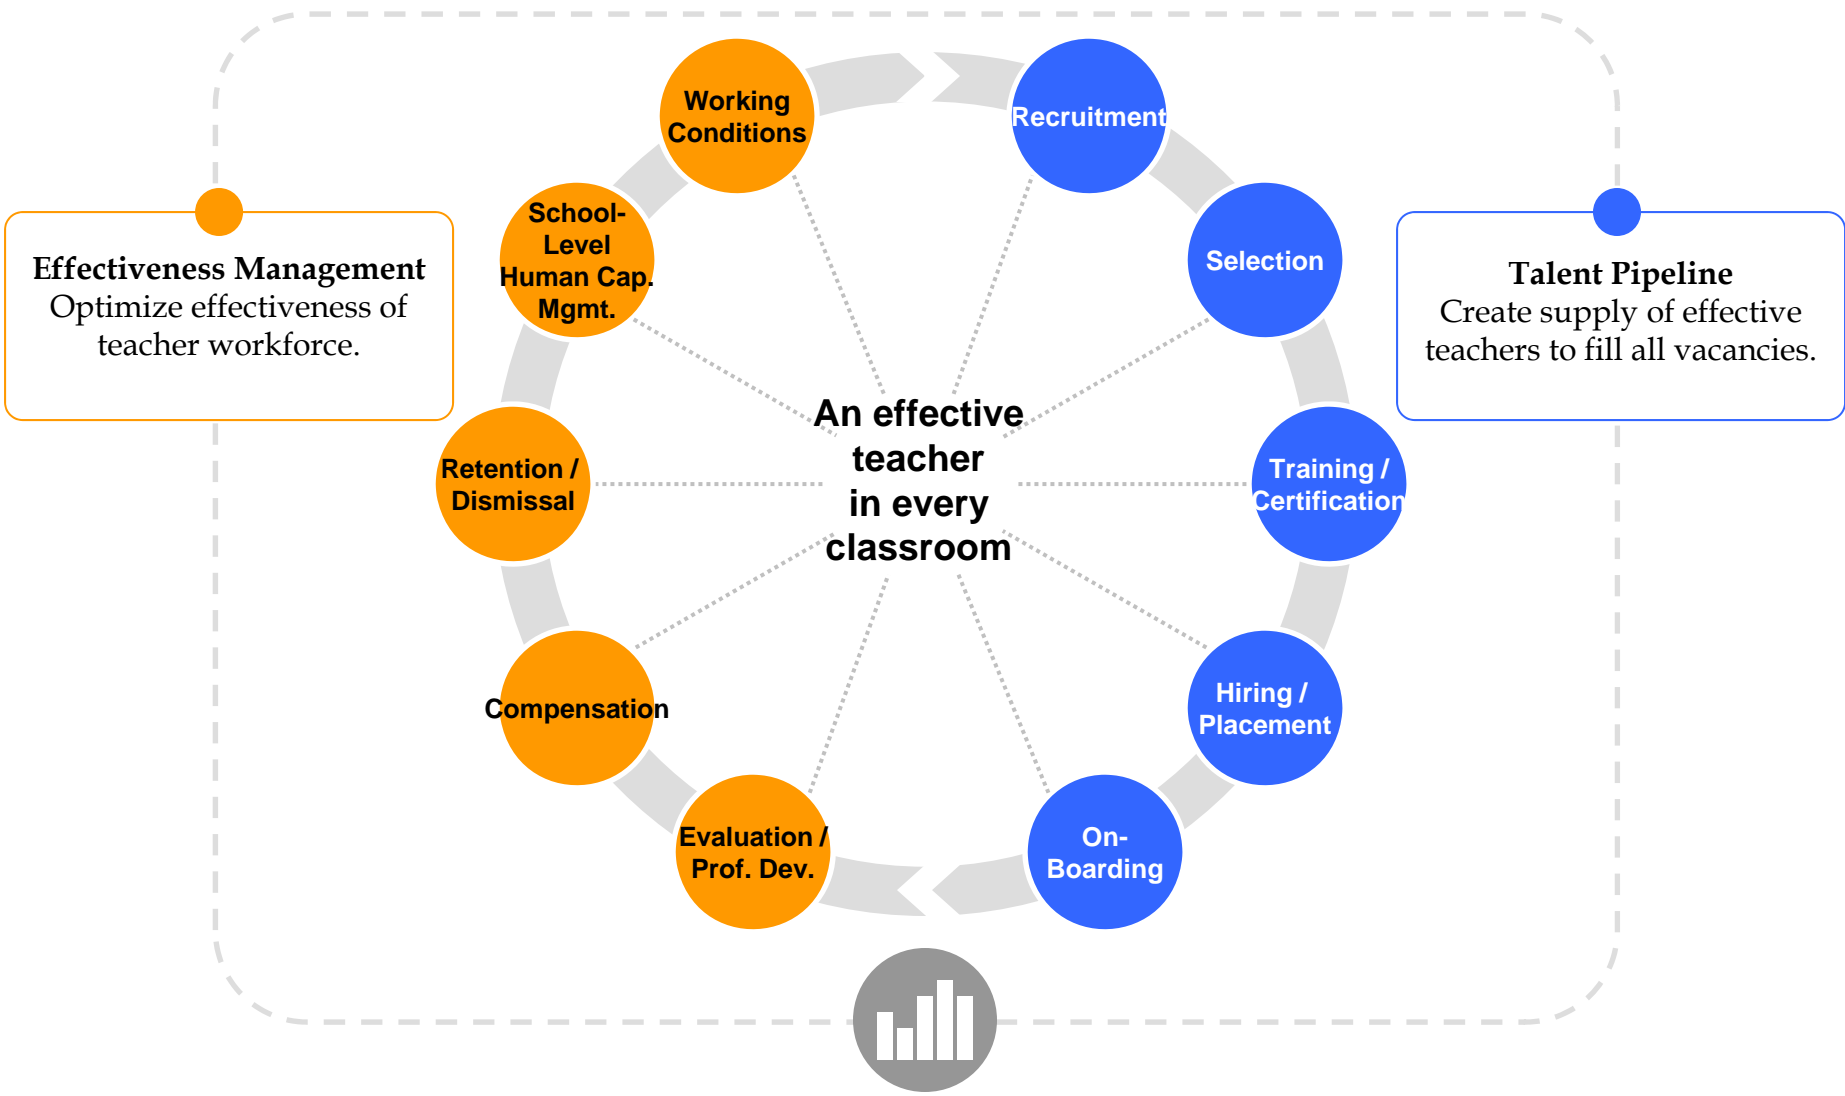 Working
Conditions
Recruitment
School-
Level
Human Cap.
Mgmt.
Selection
Effectiveness Management
Optimize effectiveness of
teacher workforce.
Talent Pipeline
Create supply of effective
teachers to fill all vacancies.
An effective
teacher
in every
classroom
Retention /
Dismissal
Training /
Certification
Compensation
Hiring /
Placement
Evaluation /
Prof. Dev.
On-
Boarding